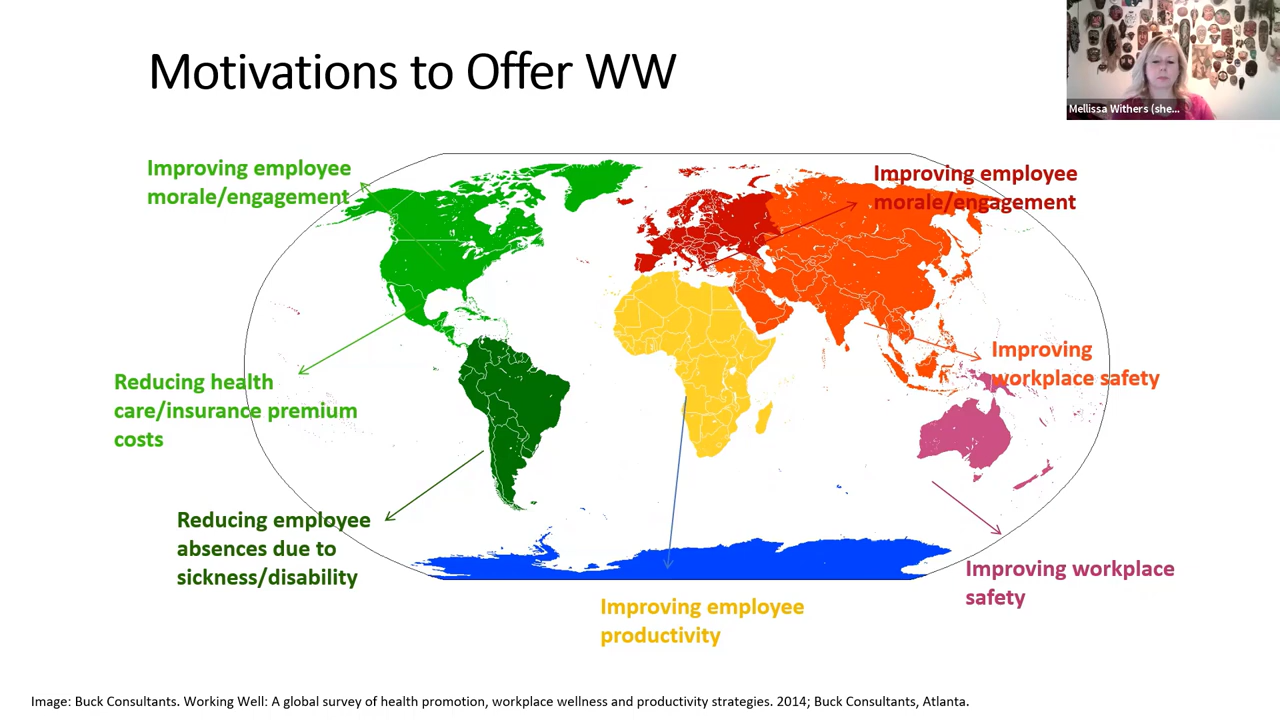 Motivations to Offer WW
Mellissa Withers (she...
Improving employee
morale/engagement
Improving employee
morale/engagement
Improving
workplace safety
Reducing health
care/insurance premium
costs
Reducing employee
absences due to
sickness/disability
Improving workplace
safety
Improving employee
productivity
Image: Buck Consultants. Working Well: A global survey of health promotion, workplace wellness and productivity strategies. 2014; Buck Consultants, Atlanta.